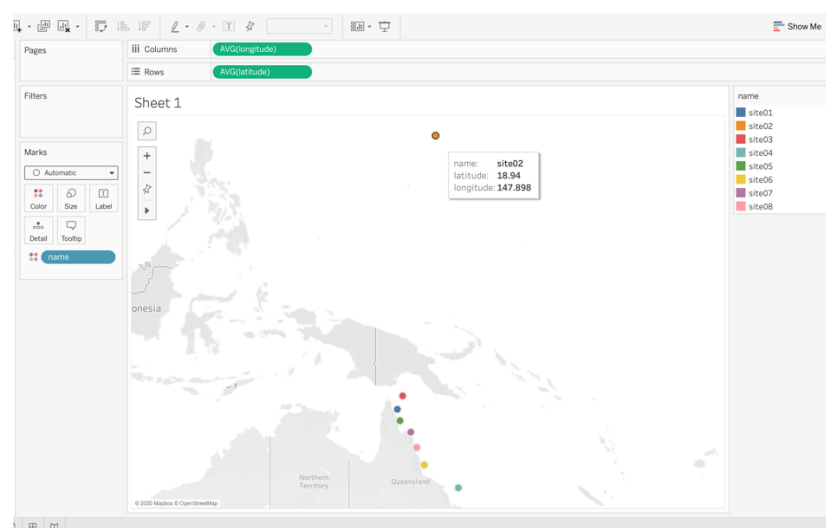 Show Me
Pages
Columns
AVG(longitude)
Rows
AVG(latitude)
Filters
Sheet 1
name
site01
site02
site03
site04
site05
site06
site07
site08
Marks
Automatic
Color
Size
Label
Detail
Tooltip
name
name: site02
latitude: 18.94
longitude: 147.898
onesia
Northern
Territory
Queensland
© 2020 Mapbox © OpenStreetMap